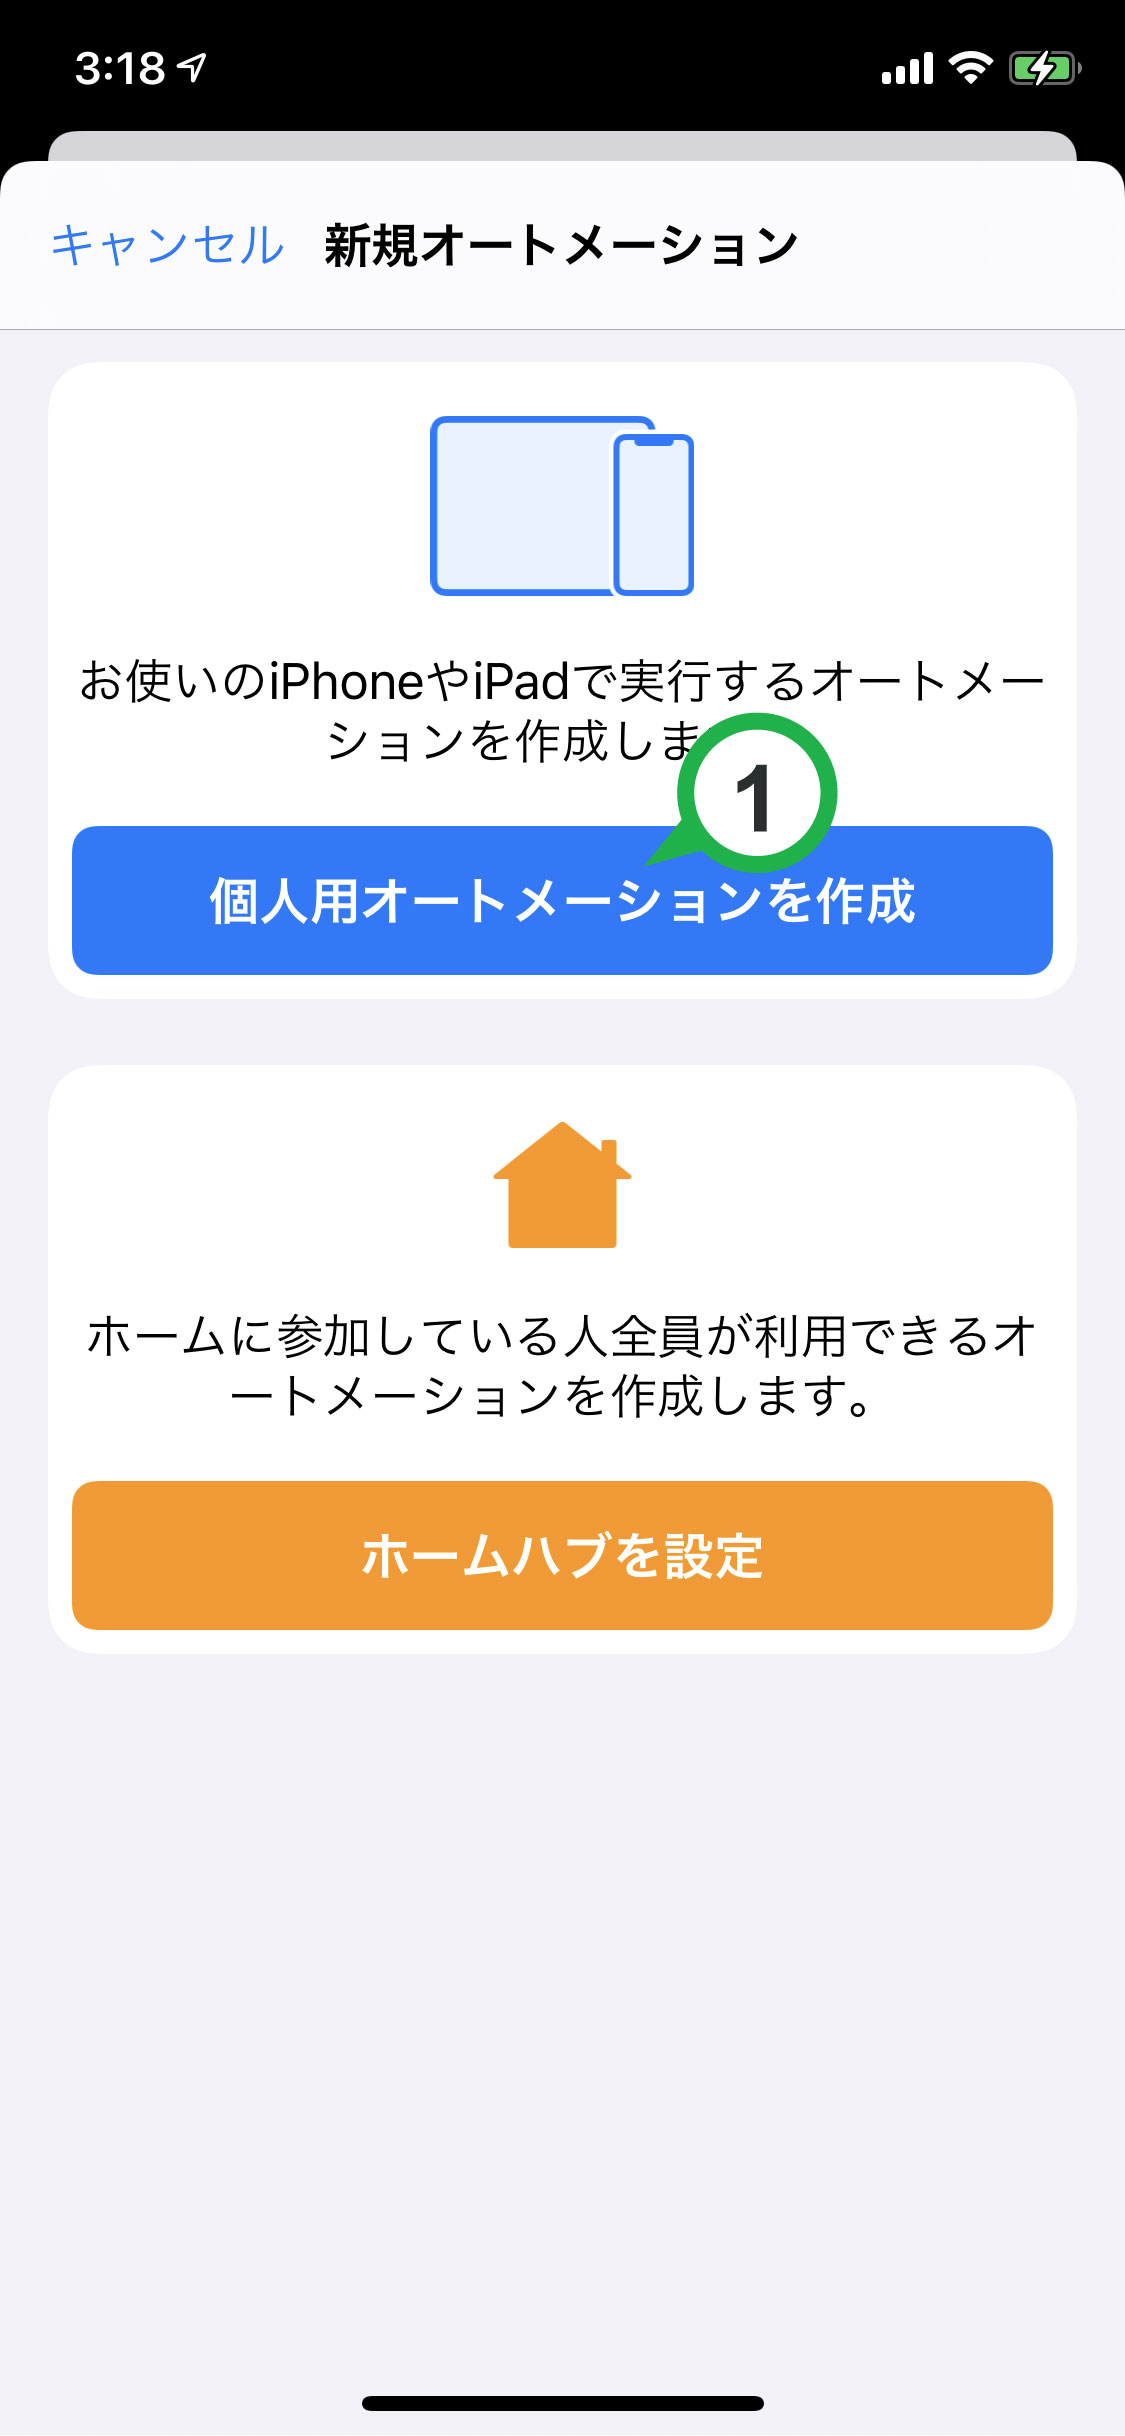 3:18
キャンセル 新規オートメーション
お使いのiPhoneやiPadで実行するオートメー
ションを作成しま
1
個人用オートメーションを作成
ホームに参加している人全員が利用できるオ
ートメーションを作成します。
ホームハブを設定